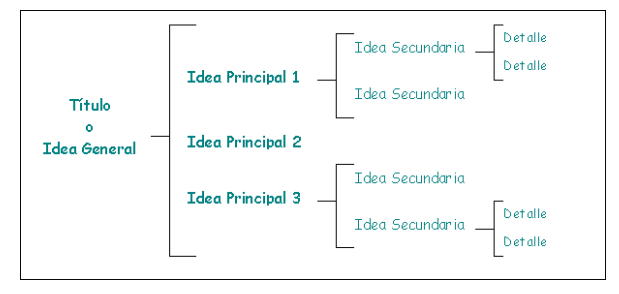 Título
o
Idea General
Idea Principal 1
Idea Secundaria
Detalle
Detalle
Idea Secundaria
Idea Principal 2
Idea Principal 3
Idea Secundaria
Idea Secundaria
Detalle
Detalle